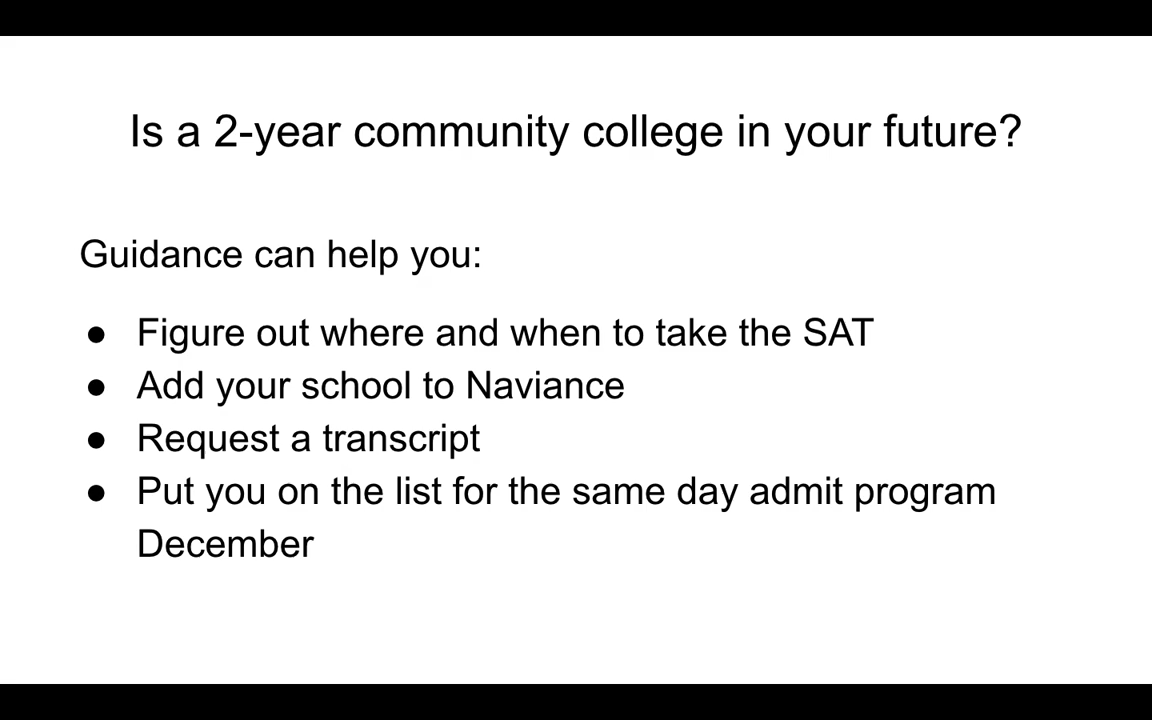 Is a 2-year community college in your future?
Guidance can help you:
● Figure out where and when to take the SAT
● Add your school to Naviance
● Request a transcript
● Put you on the list for the same day admit program
December